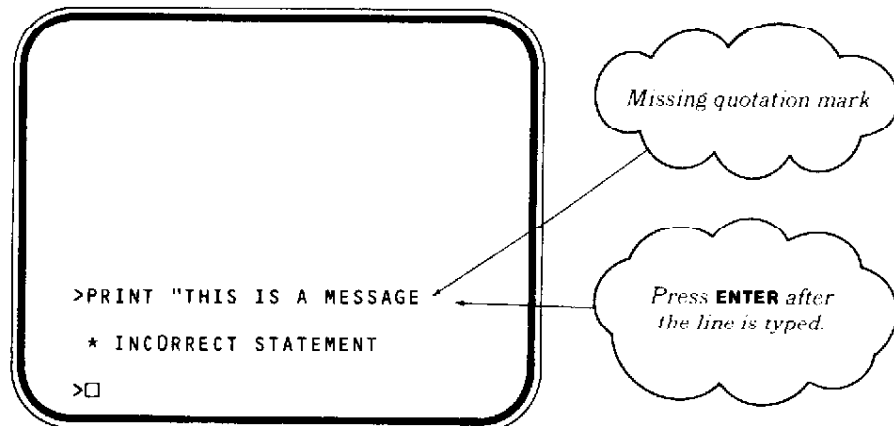 Missing quotation mark
>PRINT "THIS IS A MESSAGE
Press ENTER after
the line is typed.
* INCORRECT STATEMENT
>□